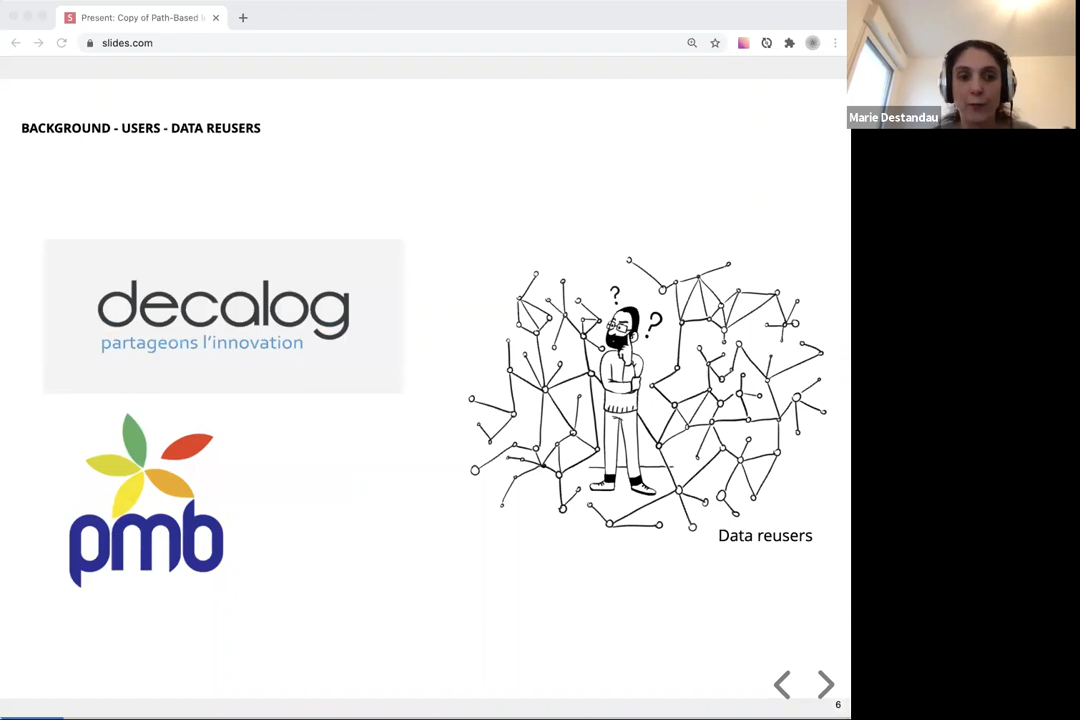 Present: Copy of Path-Based I
slides.com
Marie Destandau
BACKGROUND - USERS - DATA REUSERS
decalog
partageons l'innovation
pmb
? ?
Data reusers
6